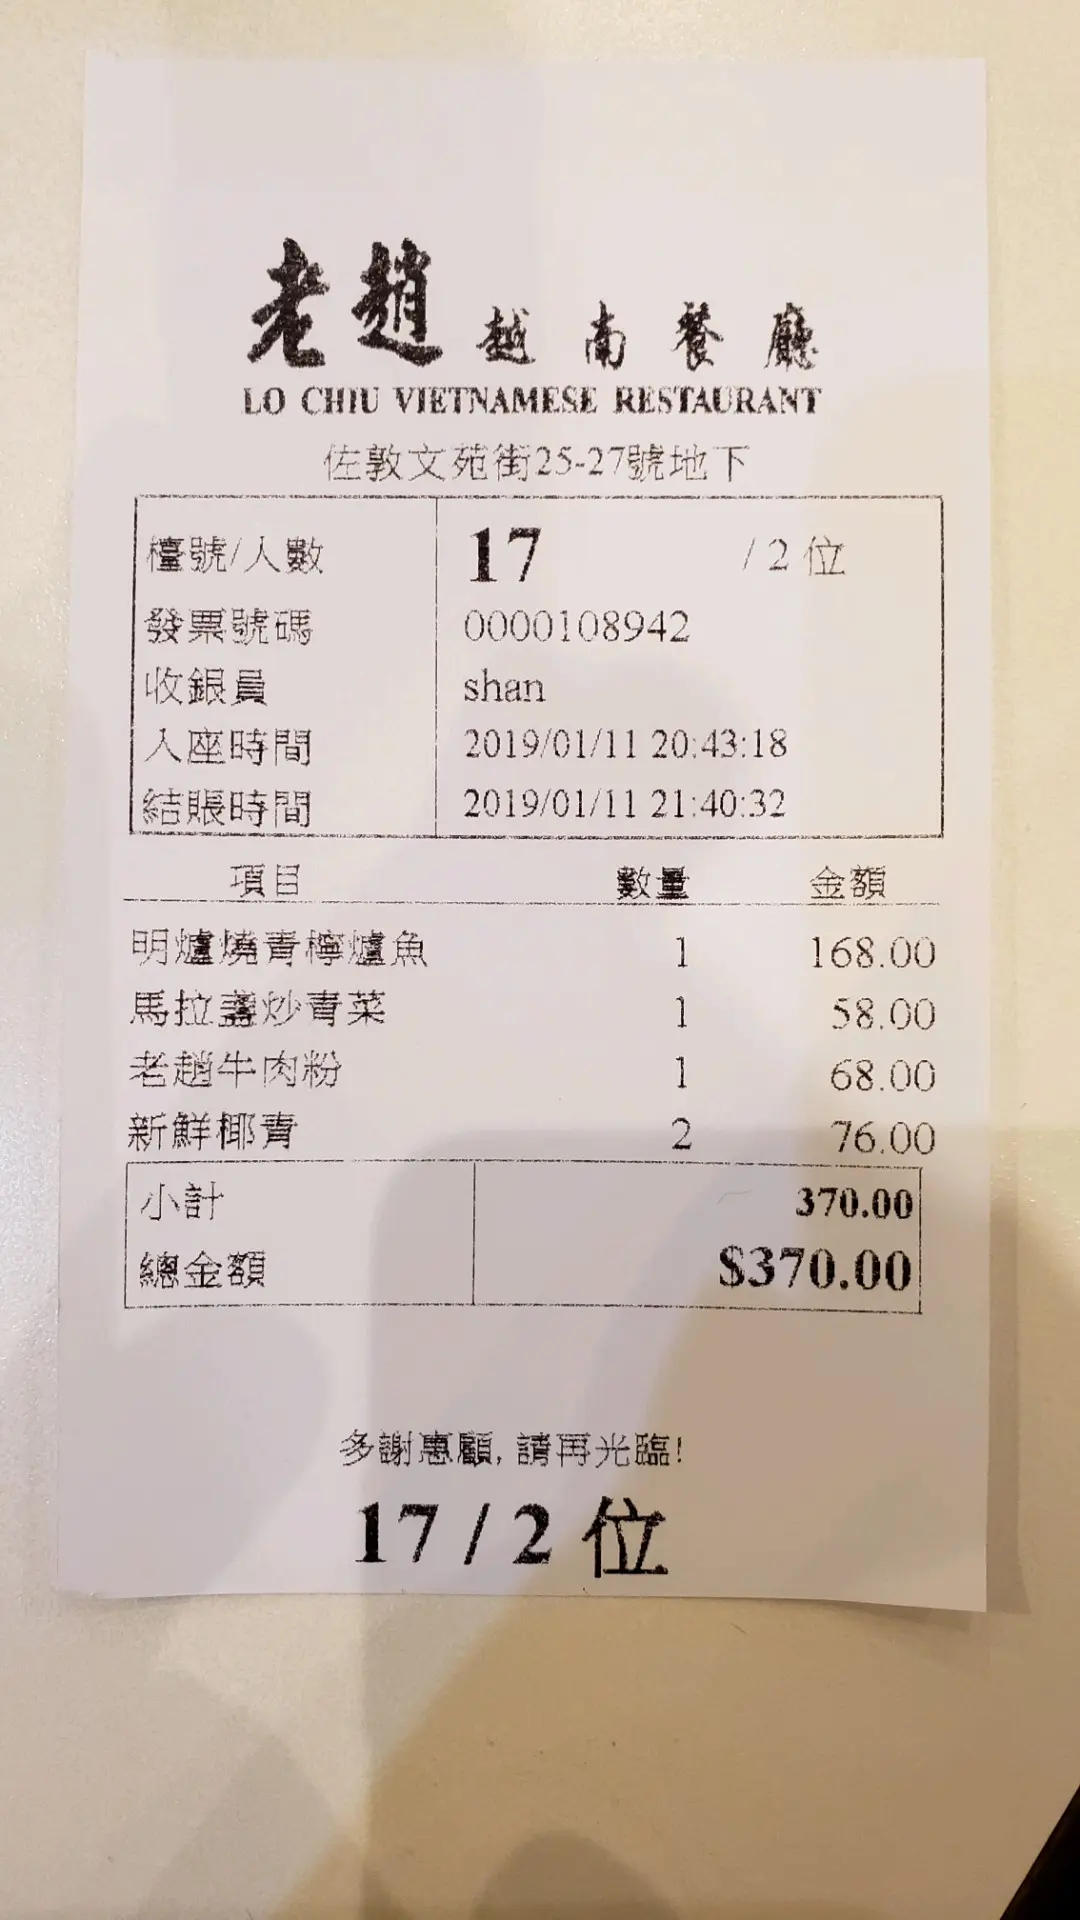 老趙越南餐廳
LO CHIU VIETNAMESE RESTAURANT
佐敦文苑街25-27號地下
檯號/人數 17 / 2 位
發票號碼 0000108942
收銀員 shan
入座時間 2019/01/11 20:43:18
結賬時間 2019/01/11 21:40:32
項目 數量 金額
明爐燒青檸爐魚 1 168.00
馬拉盞炒青菜 1 58.00
老趙牛肉粉 1 68.00
新鮮椰青 2 76.00
小計 370.00
總金額 $370.00
多謝惠顧, 請再光臨!
17 / 2 位